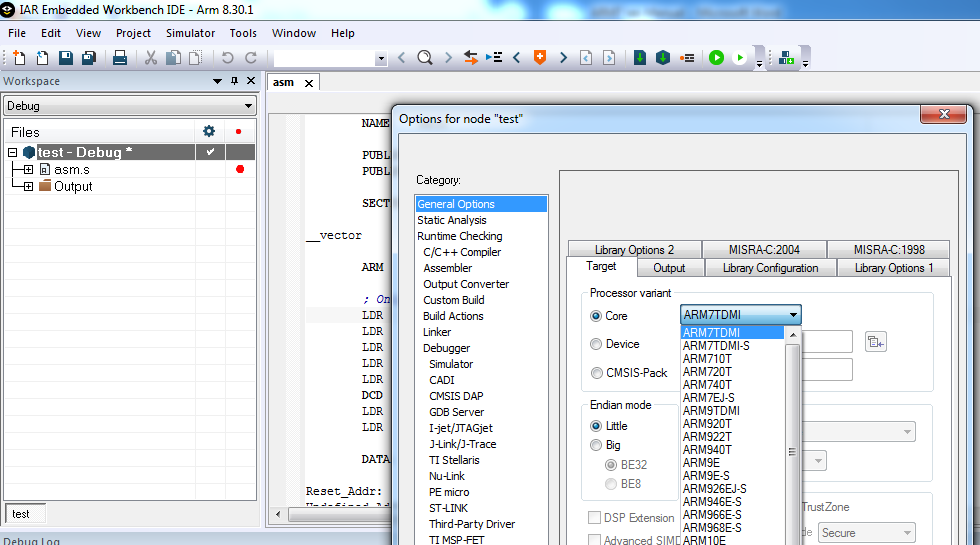 IAR Embedded Workbench IDE - Arm 8.30.1
File Edit View Project Simulator Tools Window Help
Workspace
Debug
Files
test - Debug *
asm.s
Output
test
Debug Log
asm
NAME
PUBL
PUBL
SECT
__vector
ARM
; On
LDR
LDR
LDR
LDR
LDR
DCD
LDR
LDR
DATA
Reset_Addr:
Options for node "test"
Category:
General Options
Static Analysis
Runtime Checking
C/C++ Compiler
Assembler
Output Converter
Custom Build
Build Actions
Linker
Debugger
Simulator
CADI
CMSIS DAP
GDB Server
I-jet/JTAGjet
J-Link/J-Trace
TI Stellaris
Nu-Link
PE micro
ST-LINK
Third-Party Driver
TI MSP-FET
Library Options 2 MISRA-C:2004 MISRA-C:1998
Target Output Library Configuration Library Options 1
Processor variant
Core
Device
CMSIS-Pack
ARM7TDMI
ARM7TDMI
ARM7TDMI-S
ARM710T
ARM720T
ARM740T
ARM7EJ-S
ARM9TDMI
ARM920T
ARM922T
ARM940T
ARM9E
ARM9E-S
ARM926EJ-S
ARM946E-S
ARM966E-S
ARM968E-S
ARM10E
Endian mode
Little
Big
BE32
BE8
DSP Extension
Advanced SIMD
TrustZone
Secure